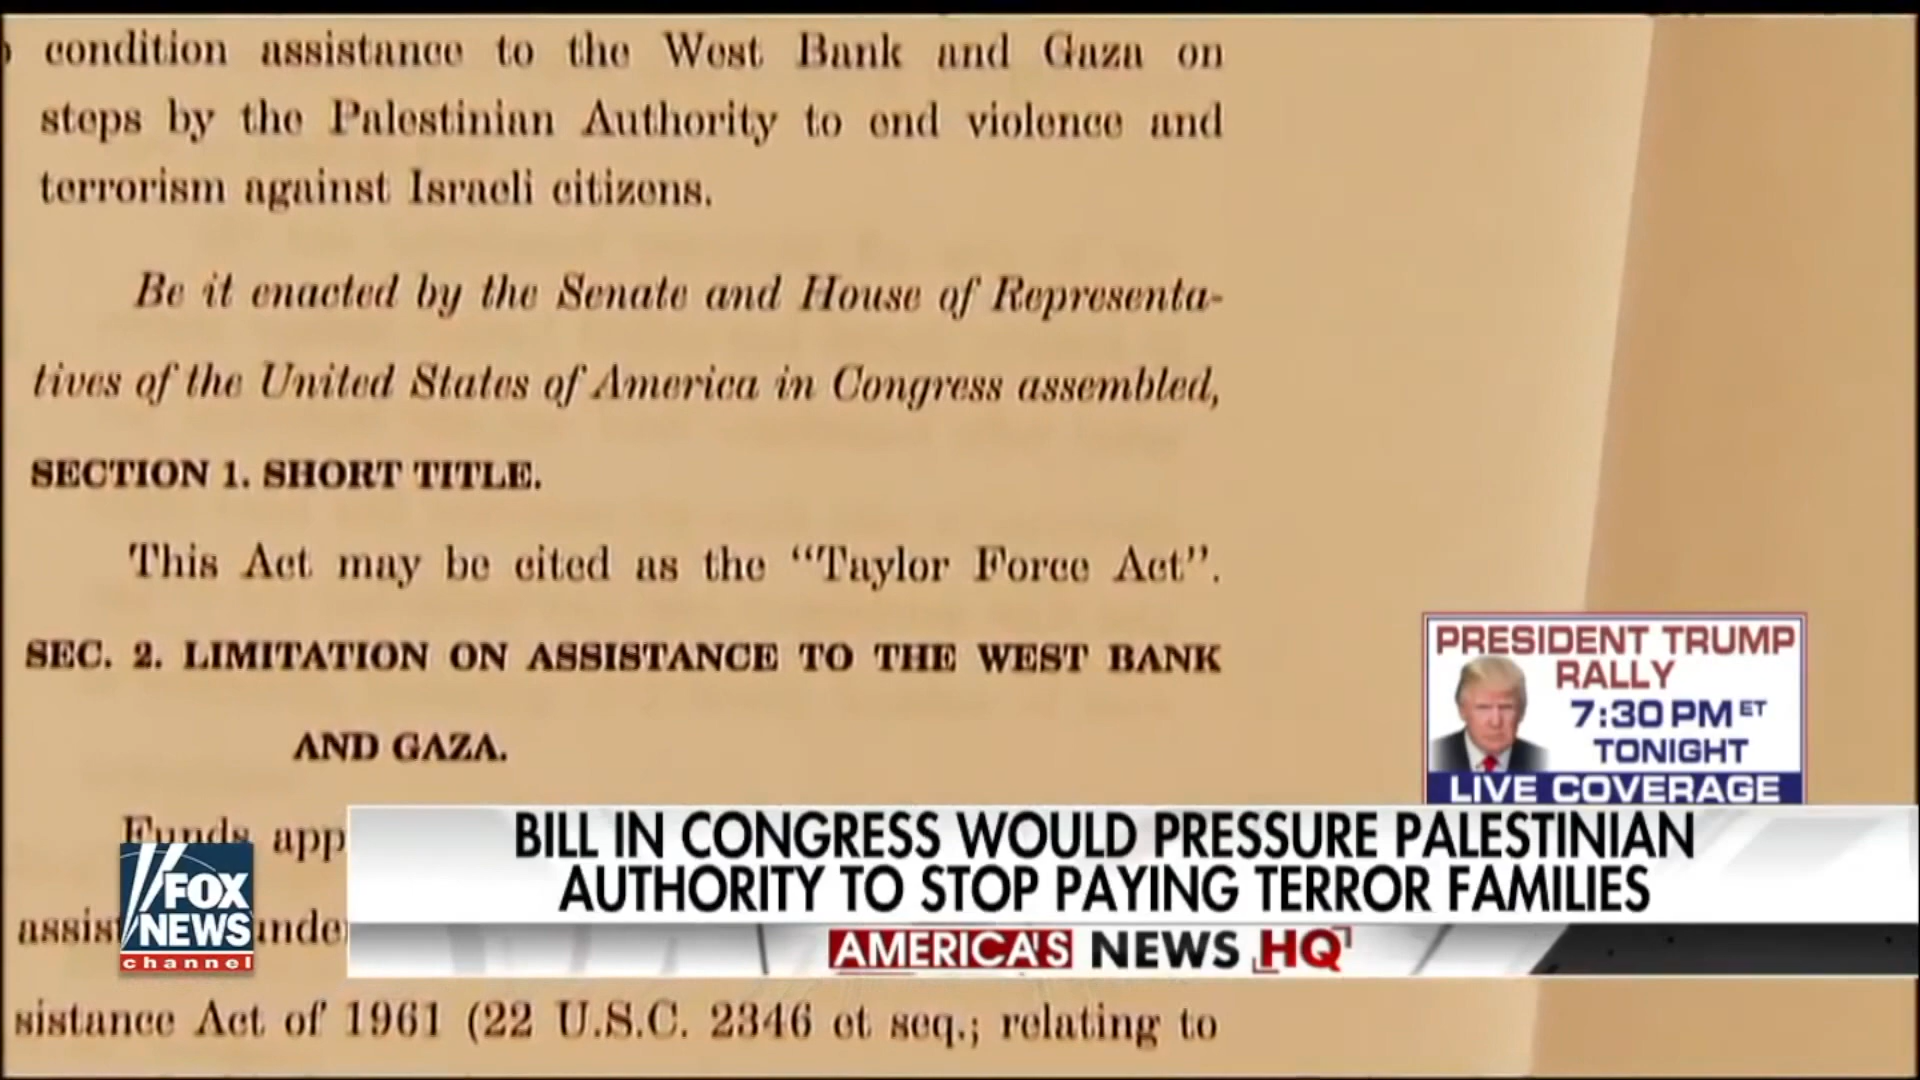 condition assistance to the West Bank and Gaza on
steps by the Palestinian Authority to end violence and
terrorism against Israeli citizens.
Be it enacted by the Senate and House of Representa-
tives of the United States of America in Congress assembled,
SECTION 1. SHORT TITLE.
This Act may be cited as the “Taylor Force Act”.
SEC. 2. LIMITATION ON ASSISTANCE TO THE WEST BANK
AND GAZA.
PRESIDENT TRUMP
RALLY
7:30 PM ET
TONIGHT
LIVE COVERAGE
Funds app
BILL IN CONGRESS WOULD PRESSURE PALESTINIAN
AUTHORITY TO STOP PAYING TERROR FAMILIES
FOX
NEWS
channel
assis
unde
AMERICA'S NEWS HQ
sistance Act of 1961 (22 U.S.C. 2346 et seq.; relating to